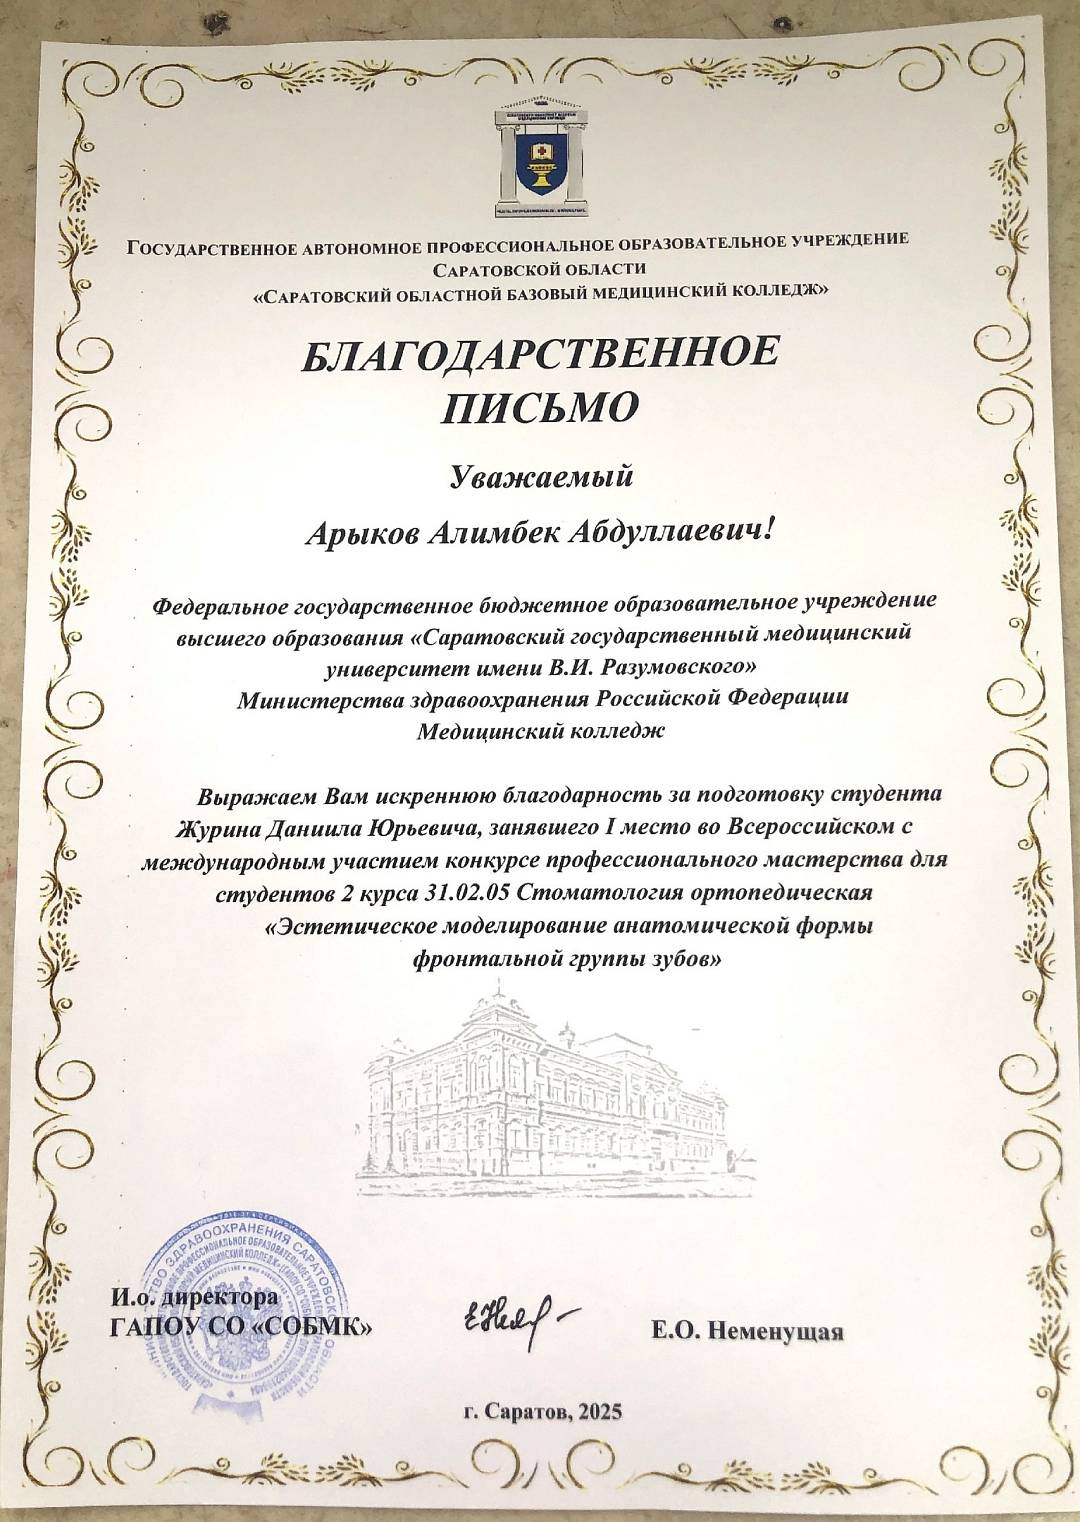 ГОСУДАРСТВЕННОЕ АВТОНОМНОЕ ПРОФЕССИОНАЛЬНОЕ ОБРАЗОВАТЕЛЬНОЕ УЧРЕЖДЕНИЕ
САРАТОВСКОЙ ОБЛАСТИ
«САРАТОВСКИЙ ОБЛАСТНОЙ БАЗОВЫЙ МЕДИЦИНСКИЙ КОЛЛЕДЖ»
БЛАГОДАРСТВЕННОЕ
ПИСЬМО
Уважаемый
Арыков Алимбек Абдуллаевич!
Федеральное государственное бюджетное образовательное учреждение
высшего образования «Саратовский государственный медицинский
университет имени В.И. Разумовского»
Министерства здравоохранения Российской Федерации
Медицинский колледж
Выражаем Вам искреннюю благодарность за подготовку студента
Журина Даниила Юрьевича, занявшего I место во Всероссийском с
международным участием конкурсе профессионального мастерства для
студентов 2 курса 31.02.05 Стоматология ортопедическая
«Эстетическое моделирование анатомической формы
фронтальной группы зубов»
ЗДРАВООХРАНЕНИЯ САРАТОВСКОЙ ОБЛАСТИ
И.о. директора
ГАПОУ СО «СОБМК»
Е.О. Неменущая
г. Саратов, 2025